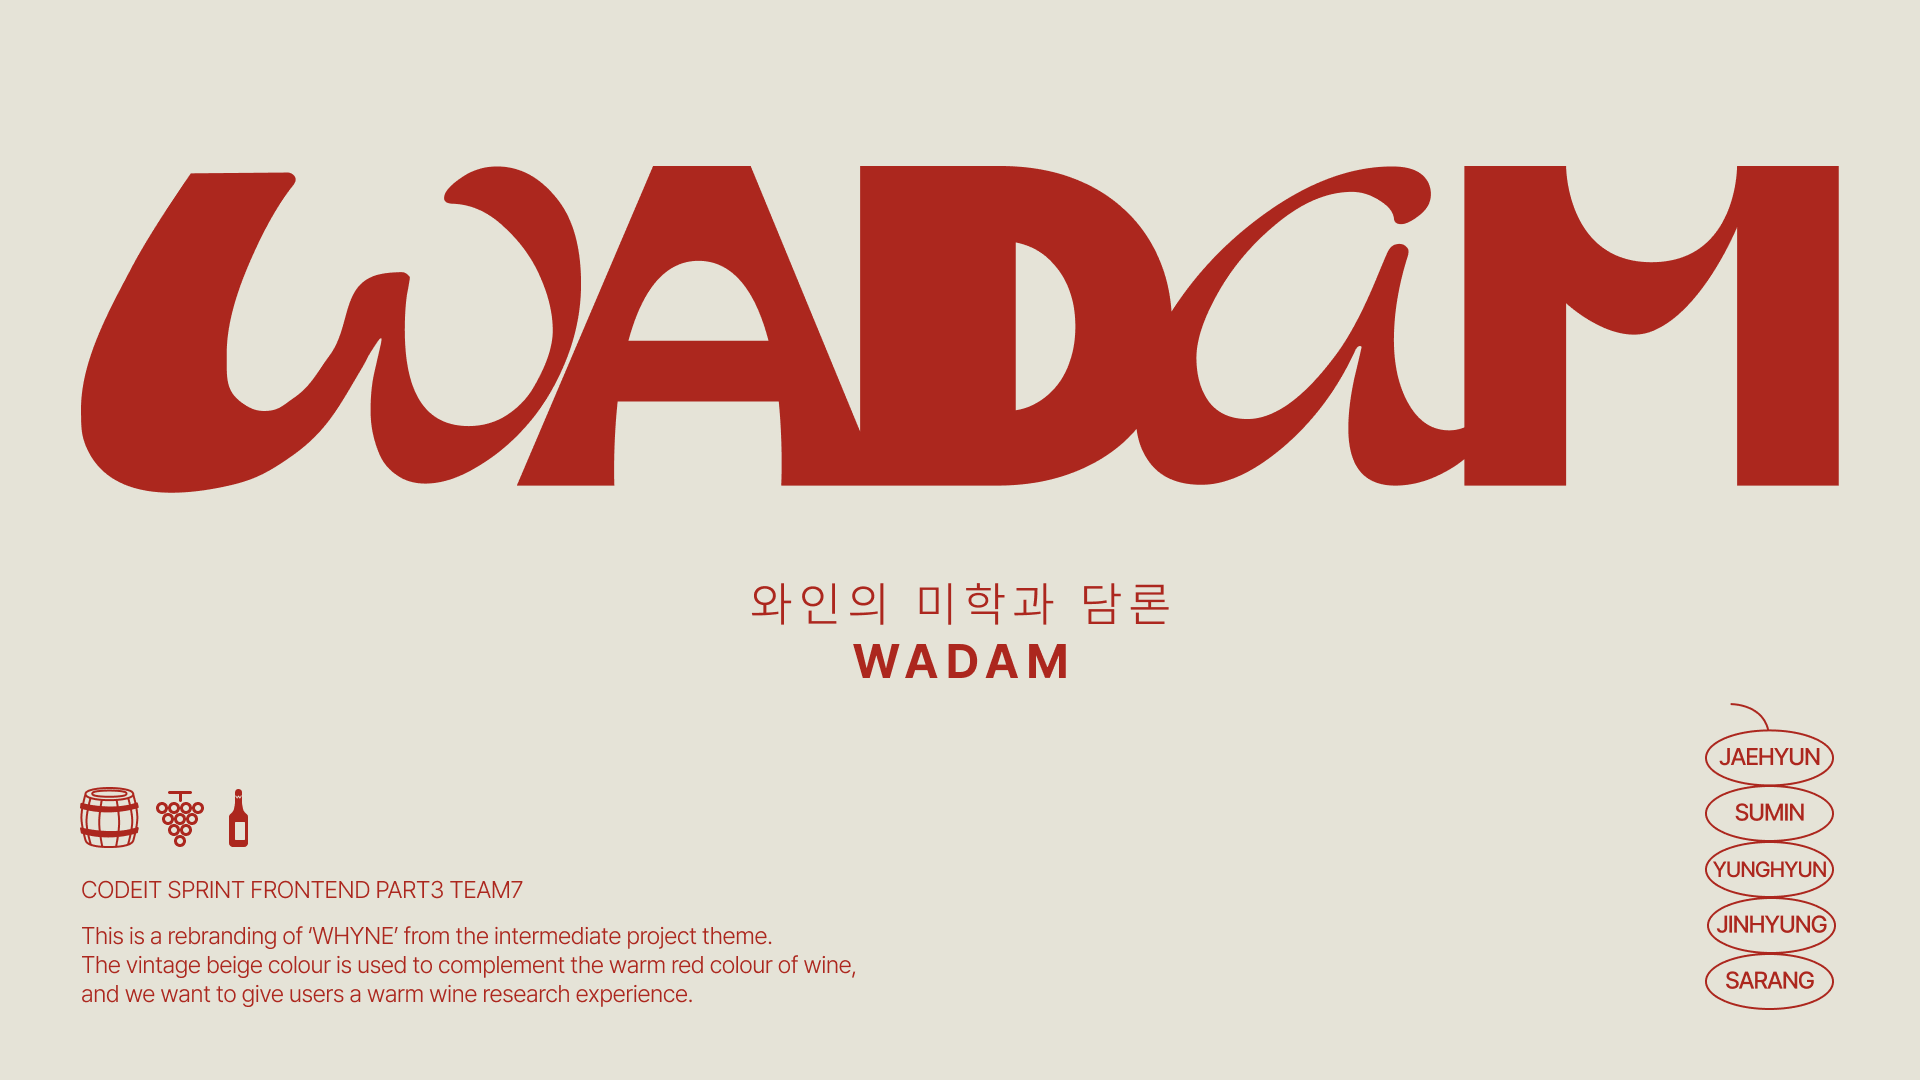 WADAM
와인의 미학과 담론
WADAM
CODEIT SPRINT FRONTEND PART3 TEAM7
This is a rebranding of ‘WHYNE’ from the intermediate project theme.
The vintage beige colour is used to complement the warm red colour of wine,
and we want to give users a warm wine research experience.
JAEHYUN
SUMIN
YUNGHYUN
JINHYUNG
SARANG